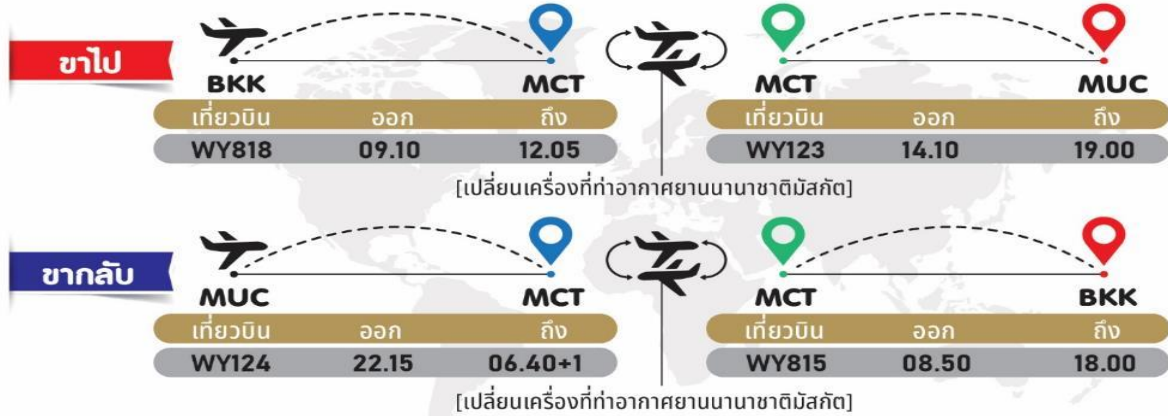 ขาไป
BKK MCT MCT MUC
เที่ยวบิน ออก ถึง เที่ยวบิน ออก ถึง
WY818 09.10 12.05 WY123 14.10 19.00
[เปลี่ยนเครื่องที่ท่าอากาศยานนานาชาติมัสกัต]
ขากลับ
MUC MCT MCT BKK
เที่ยวบิน ออก ถึง เที่ยวบิน ออก ถึง
WY124 22.15 06.40+1 WY815 08.50 18.00
[เปลี่ยนเครื่องที่ท่าอากาศยานนานาชาติมัสกัต]